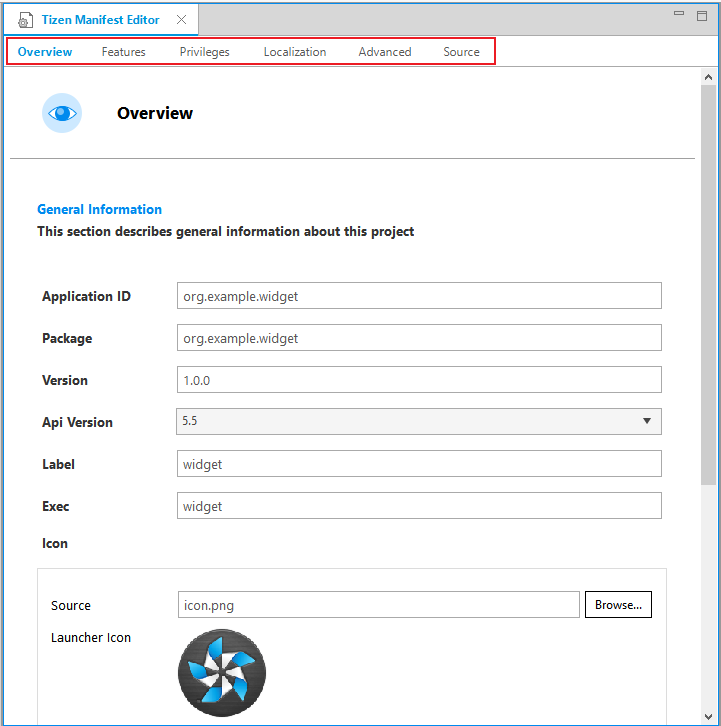 Tizen Manifest Editor
Overview Features Privileges Localization Advanced Source
Overview
General Information
This section describes general information about this project
Application ID org.example.widget
Package org.example.widget
Version 1.0.0
Api Version 5.5
Label widget
Exec widget
Icon
Source icon.png Browse...
Launcher Icon